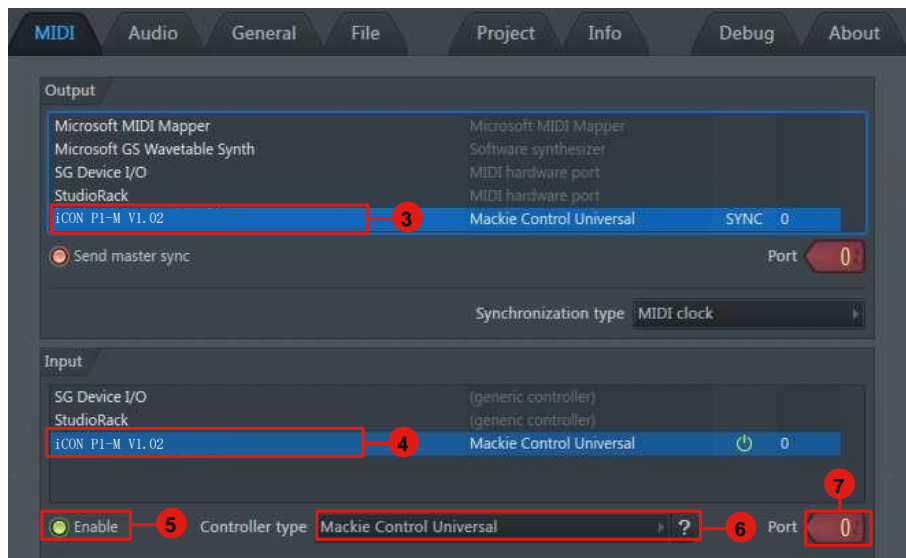 MIDI Audio General File Project Info Debug About
Output
Microsoft MIDI Mapper Microsoft MIDI Mapper
Microsoft GS Wavetable Synth Software synthesizer
SG Device I/O MIDI hardware port
StudioRack MIDI hardware port
iCON P1-M V1.02 3 Mackie Control Universal SYNC 0
Send master sync Port 0
Synchronization type MIDI clock
Input
SG Device I/O (generic controller)
StudioRack (generic controller)
iCON P1-M V1.02 4 Mackie Control Universal 0
7
Enable 5 Controller type Mackie Control Universal ? 6 Port 0